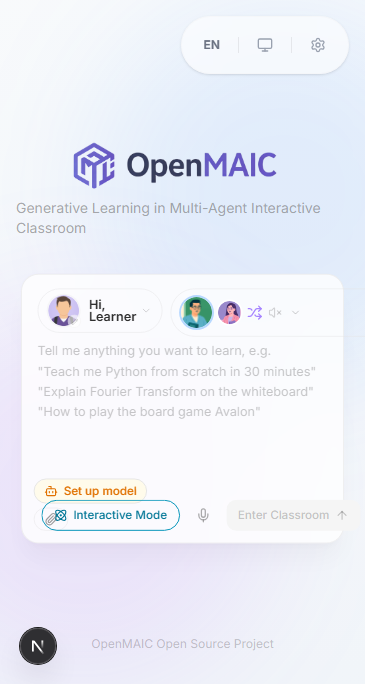 EN
OpenMAIC
Generative Learning in Multi-Agent Interactive
Classroom
Hi,
Learner
Tell me anything you want to learn, e.g.
"Teach me Python from scratch in 30 minutes"
"Explain Fourier Transform on the whiteboard"
"How to play the board game Avalon"
Set up model
Interactive Mode
Enter Classroom
N
OpenMAIC Open Source Project